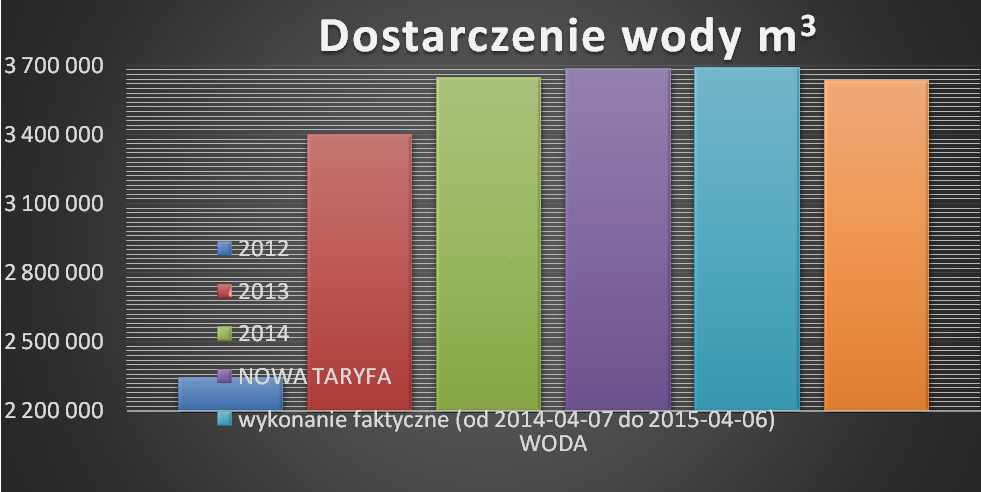 Dostarczenie wody m³
3 700 000
3 400 000
3 100 000
2 800 000
2 500 000
2 200 000
2012
2013
2014
NOWA TARYFA
wykonanie faktyczne (od 2014-04-07 do 2015-04-06)
WODA